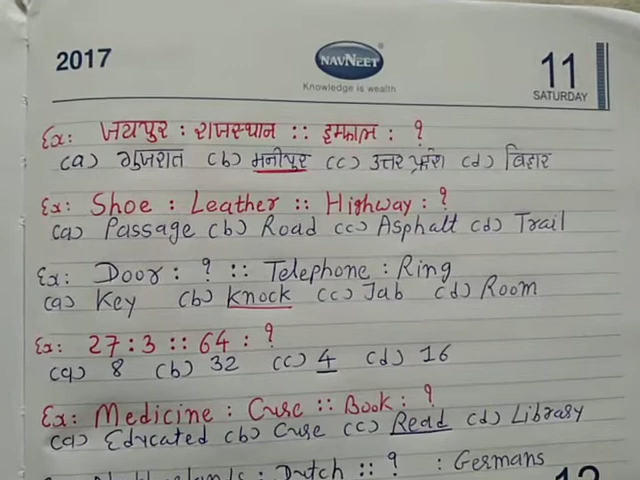 2017
NAVNEET
Knowledge is wealth
11
SATURDAY
Ex: जयपुर : राजस्थान :: इम्फाल : ?
(a) गुजरात (b) मनीपुर (c) उत्तर प्रदेश (d) बिहार
Ex: Shoe : Leather :: Highway : ?
(a) Passage (b) Road (c) Asphalt (d) Trail
Ex: Door : ? :: Telephone : Ring
(a) Key (b) Knock (c) Jab (d) Room
Ex: 27 : 3 :: 64 : ?
(a) 8 (b) 32 (c) 4 (d) 16
Ex: Medicine : Cure :: Book : ?
(a) Educated (b) Cure (c) Read (d) Library
: Dutch :: ? : Germans